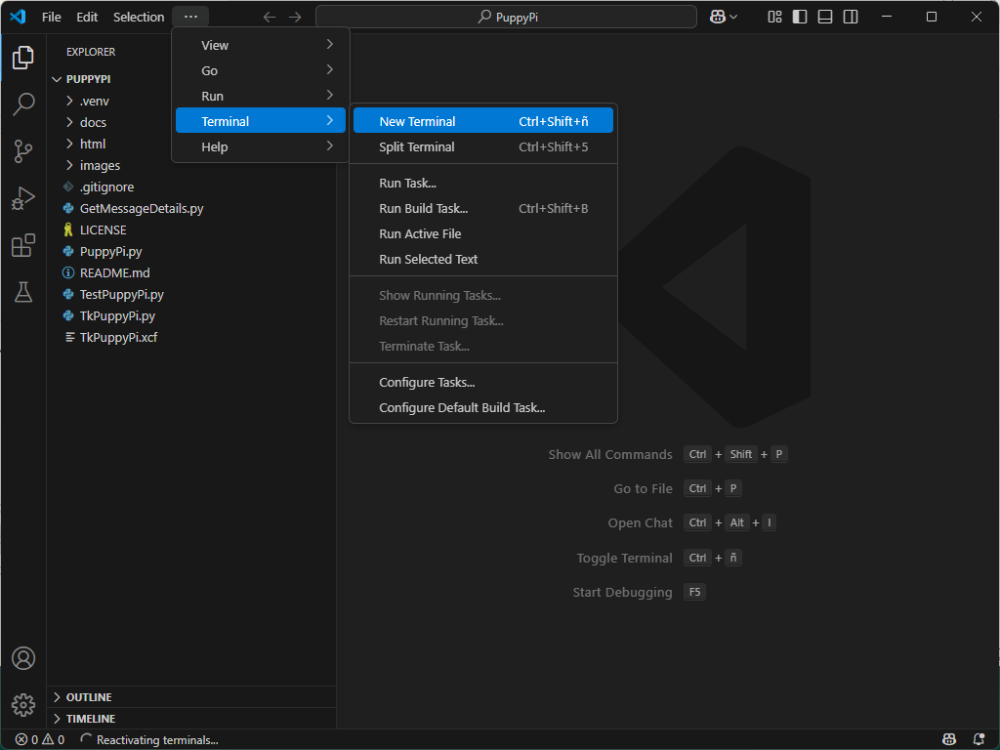 File Edit Selection ··· PuppyPi
EXPLORER
PUPPYPI
.venv
docs
html
images
.gitignore
GetMessageDetails.py
LICENSE
PuppyPi.py
README.md
TestPuppyPi.py
TkPuppyPi.py
TkPuppyPi.xcf
View
Go
Run
Terminal
Help
New Terminal Ctrl+Shift+ñ
Split Terminal Ctrl+Shift+5
Run Task...
Run Build Task... Ctrl+Shift+B
Run Active File
Run Selected Text
Show Running Tasks...
Restart Running Task...
Terminate Task...
Configure Tasks...
Configure Default Build Task...
Show All Commands Ctrl + Shift + P
Go to File Ctrl + P
Open Chat Ctrl + Alt + I
Toggle Terminal Ctrl + ñ
Start Debugging F5
OUTLINE
TIMELINE
0 0 Reactivating terminals...